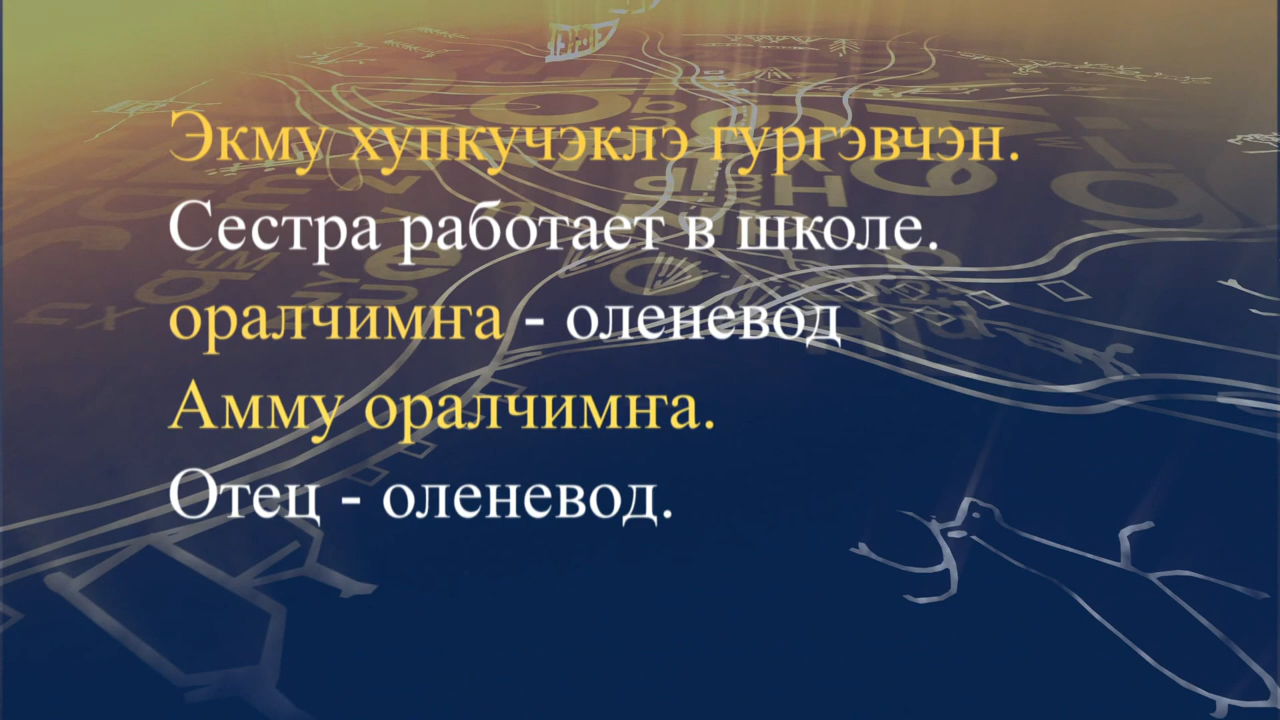 Экму хупкучэклэ гургэвчэн.
Сестра работает в школе.
оралчимӈа - оленевод
Амму оралчимӈа.
Отец - оленевод.